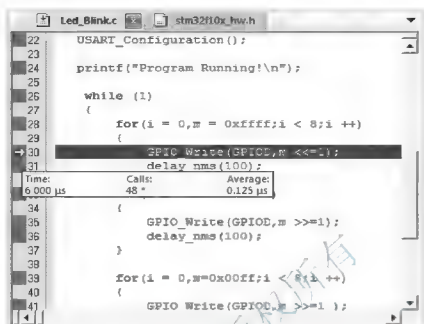 Led_Blink.c stm32f10x_hw.h
22 USART_Configuration();
23
24 printf("Program Running!\n");
25
26 while (1)
27 {
28 for(i = 0,m = 0xffff;i < 8;i ++)
29 {
30 GPIO_Write(GPIOD,m <<=1);
31 delay_nms(100);
Time: Calls: Average:
6.000 μs 48 * 0.125 μs
34 {
35 GPIO_Write(GPIOD,m >>=1);
36 delay_nms(100);
37 }
38
39 for(i = 0,m=0x00ff;i < 8;i ++)
40 {
41 GPIO_Write(GPIOD,m >>=1 );